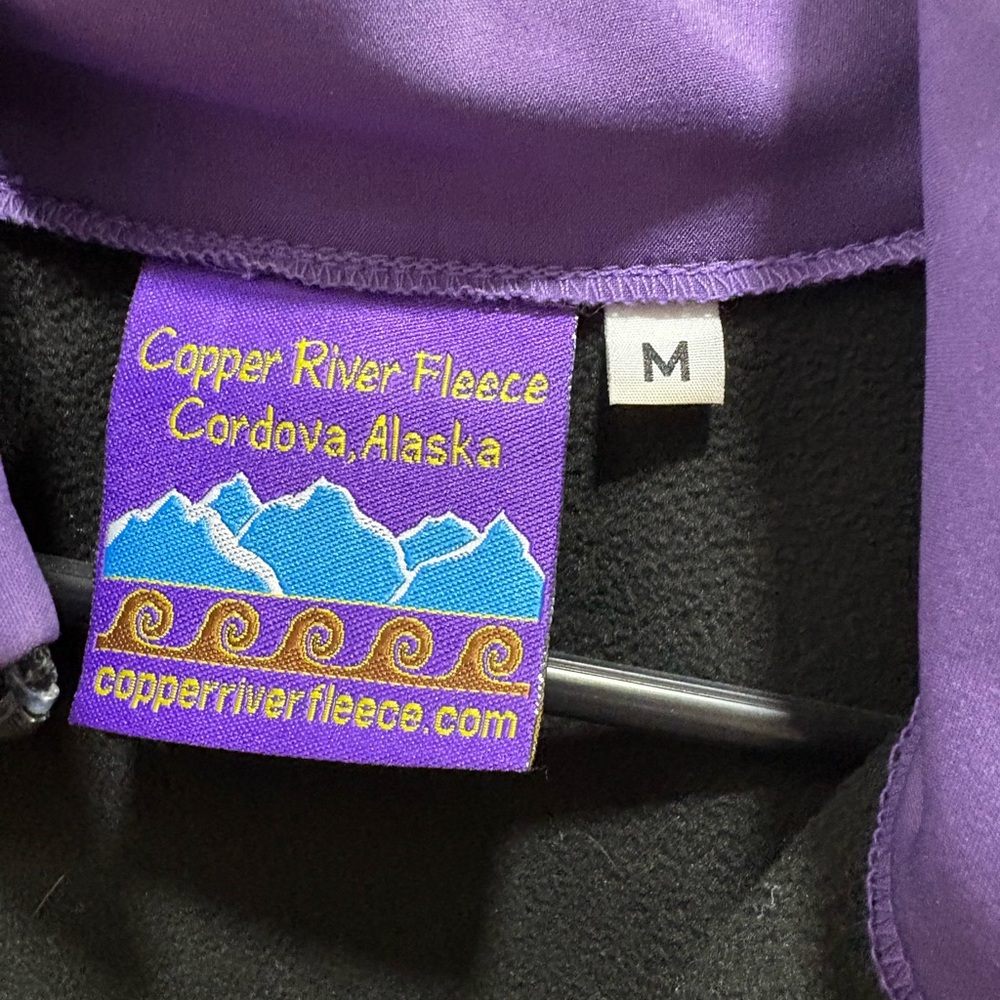 Copper River Fleece
Cordova, Alaska
copperriverfleece.com
M